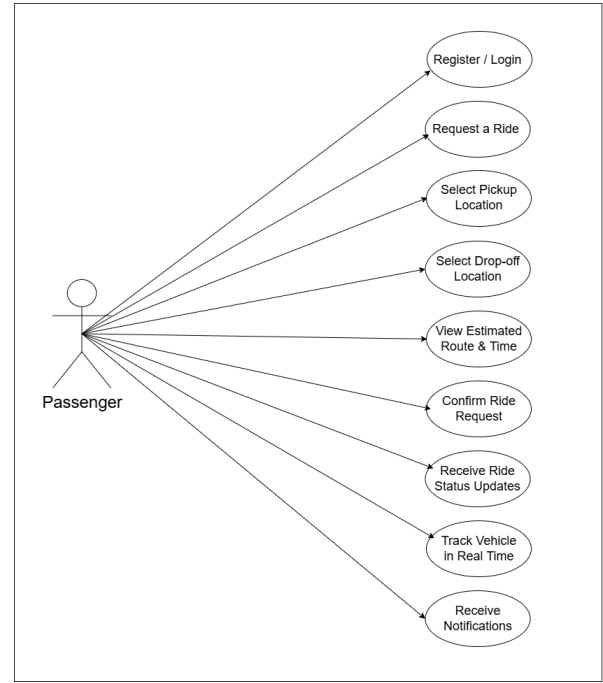 Register / Login
Request a Ride
Select Pickup
Location
Select Drop-off
Location
View Estimated
Route & Time
Passenger
Confirm Ride
Request
Receive Ride
Status Updates
Track Vehicle
in Real Time
Receive
Notifications